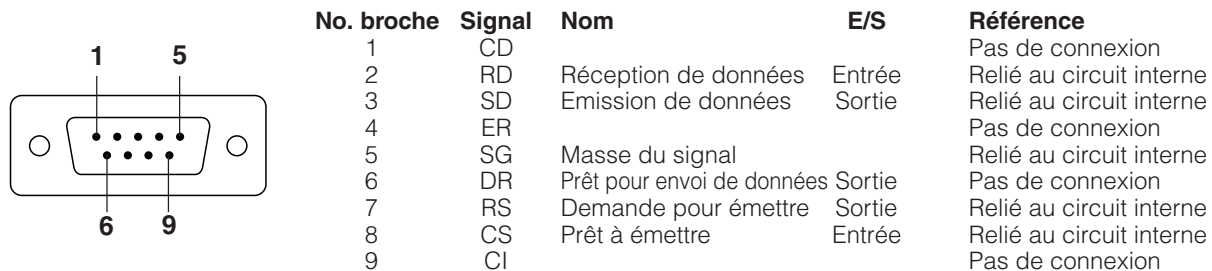 1 5
6 9
No. broche Signal Nom E/S Référence
1 CD Pas de connexion
2 RD Réception de données Entrée Relié au circuit interne
3 SD Emission de données Sortie Relié au circuit interne
4 ER Pas de connexion
5 SG Masse du signal Relié au circuit interne
6 DR Prêt pour envoi de données Sortie Pas de connexion
7 RS Demande pour émettre Sortie Relié au circuit interne
8 CS Prêt à émettre Entrée Relié au circuit interne
9 CI Pas de connexion